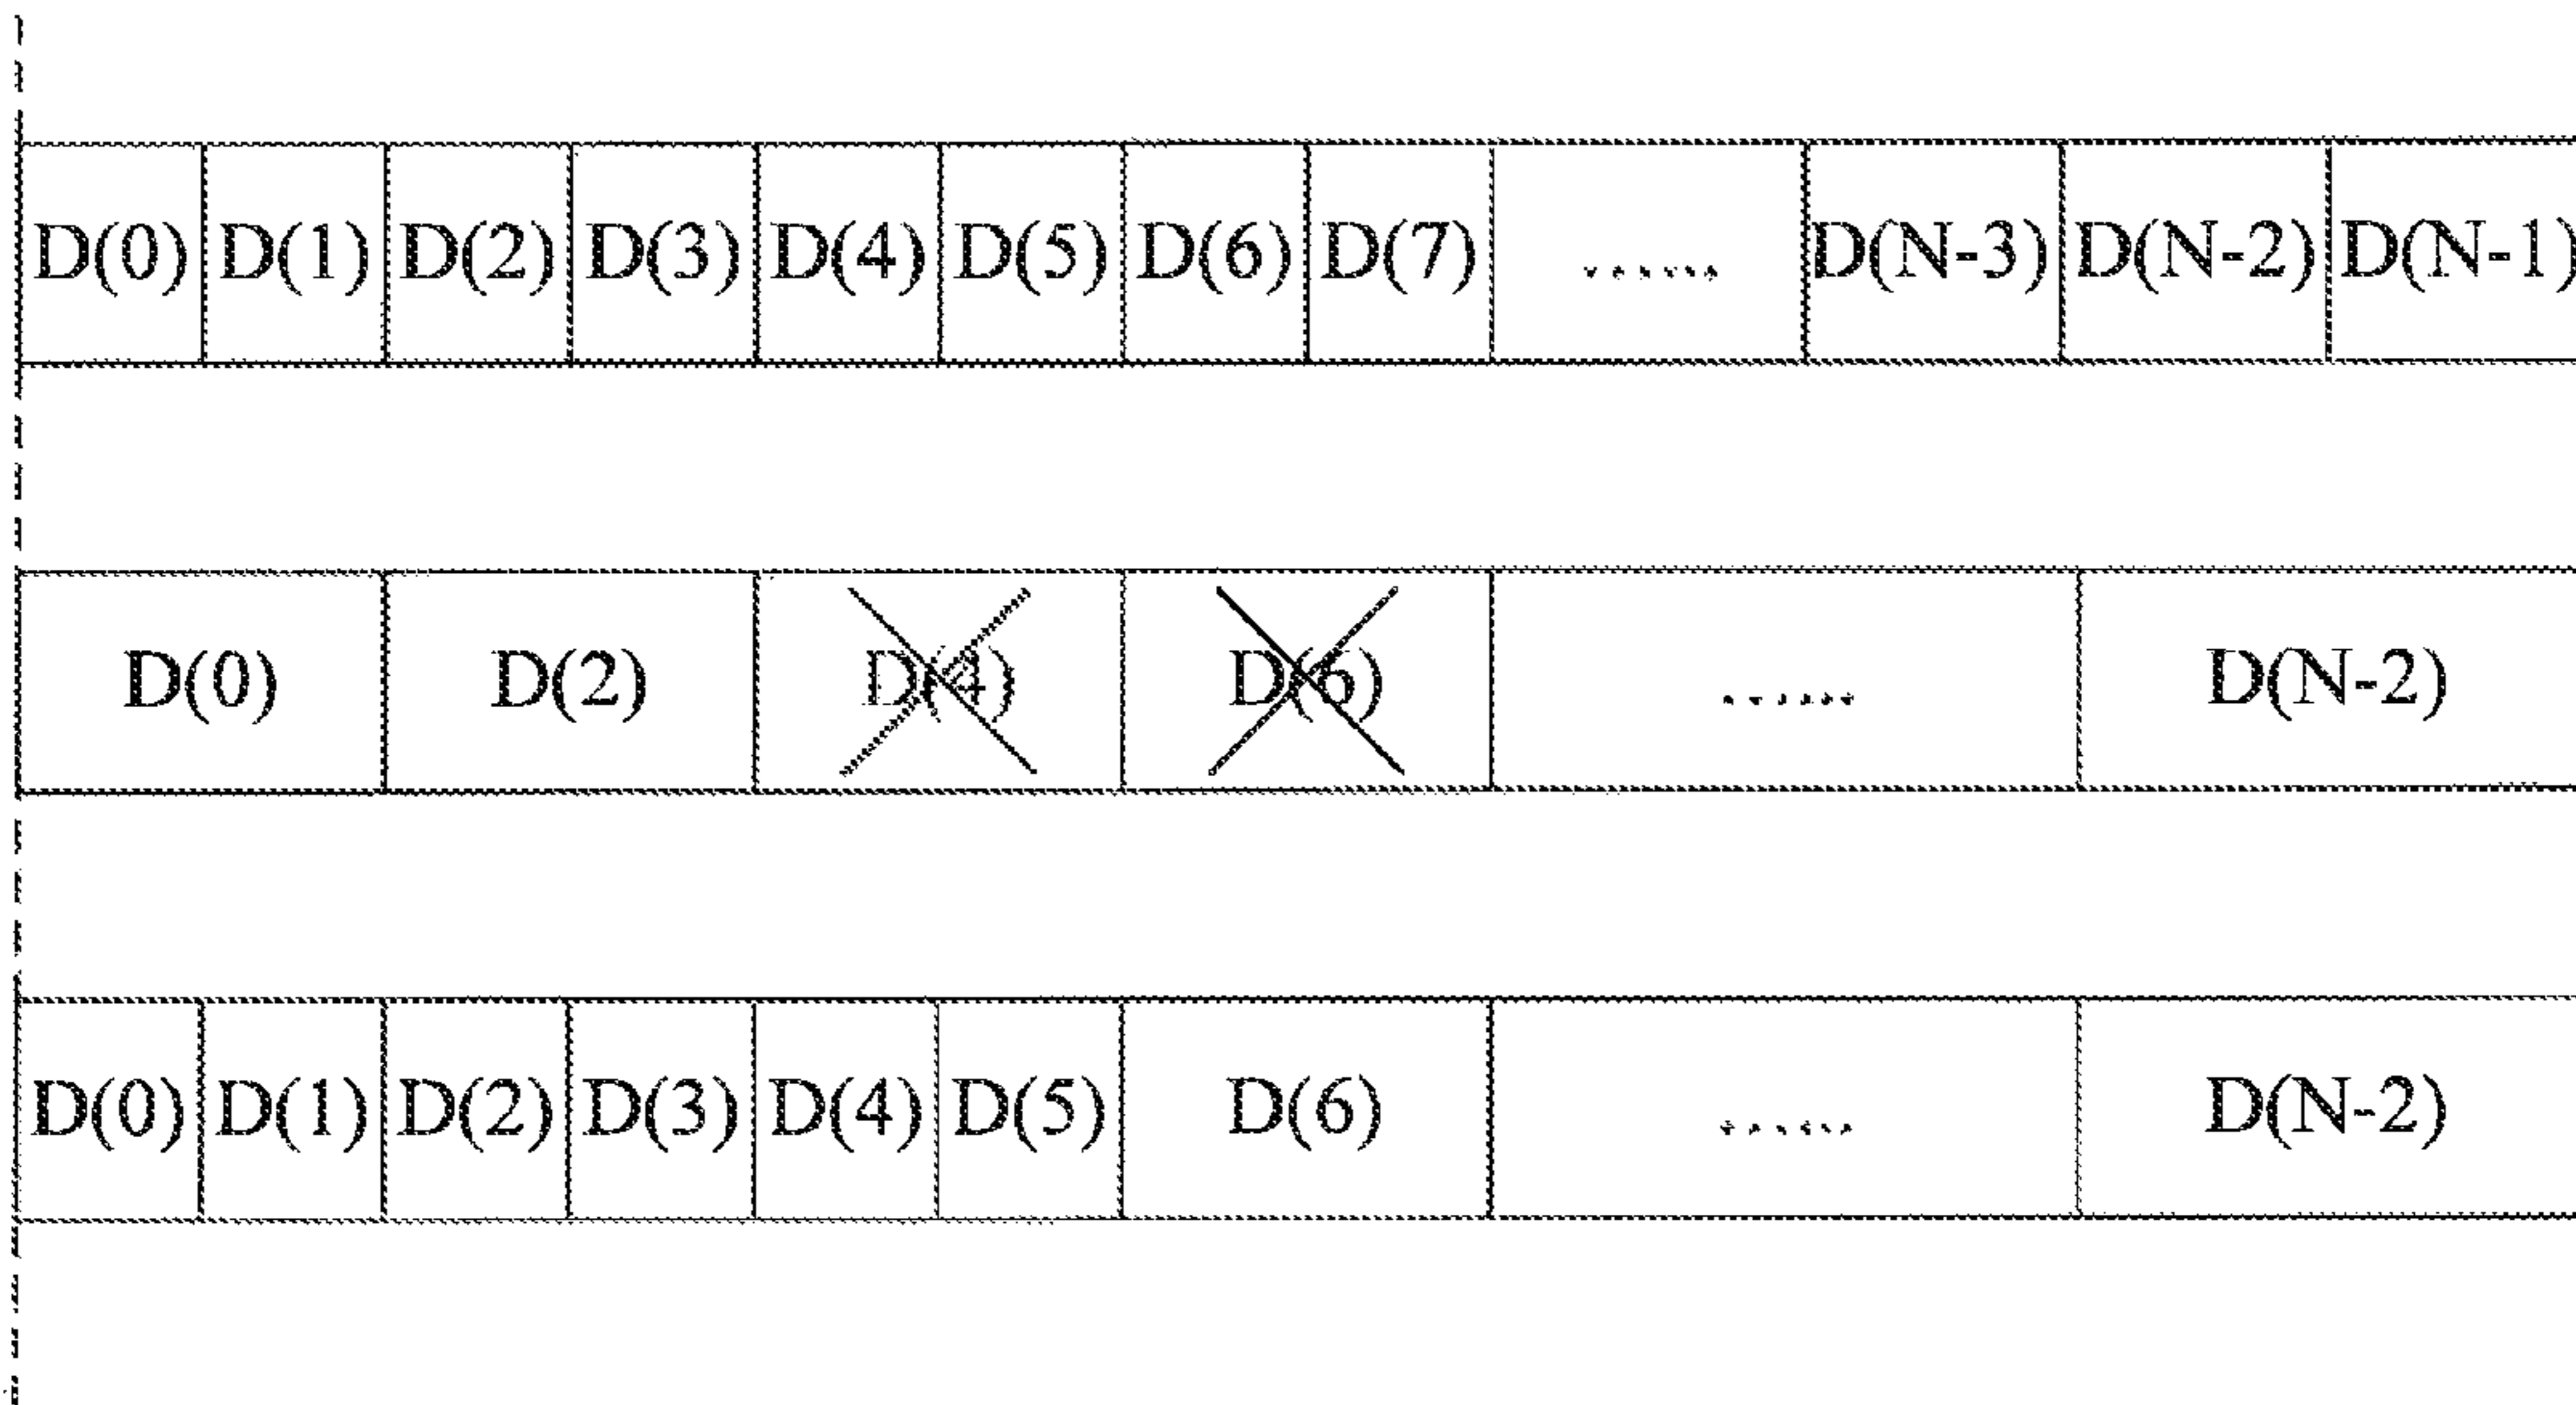 D(0) D(1) D(2) D(3) D(4) D(5) D(6) D(7) ...... D(N-3) D(N-2) D(N-1)
D(0) D(2) D(4) D(6) ...... D(N-2)
D(0) D(1) D(2) D(3) D(4) D(5) D(6) ...... D(N-2)